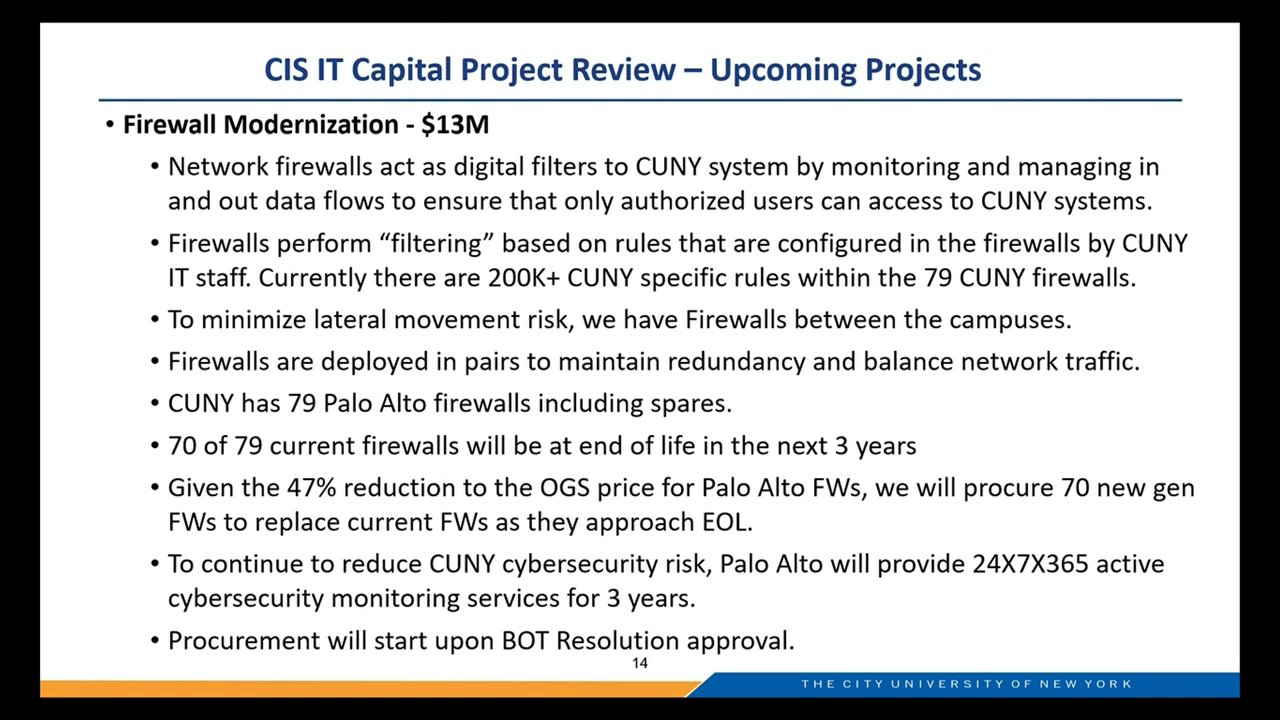 CIS IT Capital Project Review – Upcoming Projects
• Firewall Modernization - $13M
• Network firewalls act as digital filters to CUNY system by monitoring and managing in
and out data flows to ensure that only authorized users can access to CUNY systems.
• Firewalls perform “filtering” based on rules that are configured in the firewalls by CUNY
IT staff. Currently there are 200K+ CUNY specific rules within the 79 CUNY firewalls.
• To minimize lateral movement risk, we have Firewalls between the campuses.
• Firewalls are deployed in pairs to maintain redundancy and balance network traffic.
• CUNY has 79 Palo Alto firewalls including spares.
• 70 of 79 current firewalls will be at end of life in the next 3 years
• Given the 47% reduction to the OGS price for Palo Alto FWs, we will procure 70 new gen
FWs to replace current FWs as they approach EOL.
• To continue to reduce CUNY cybersecurity risk, Palo Alto will provide 24X7X365 active
cybersecurity monitoring services for 3 years.
• Procurement will start upon BOT Resolution approval.
14
THE CITY UNIVERSITY OF NEW YORK